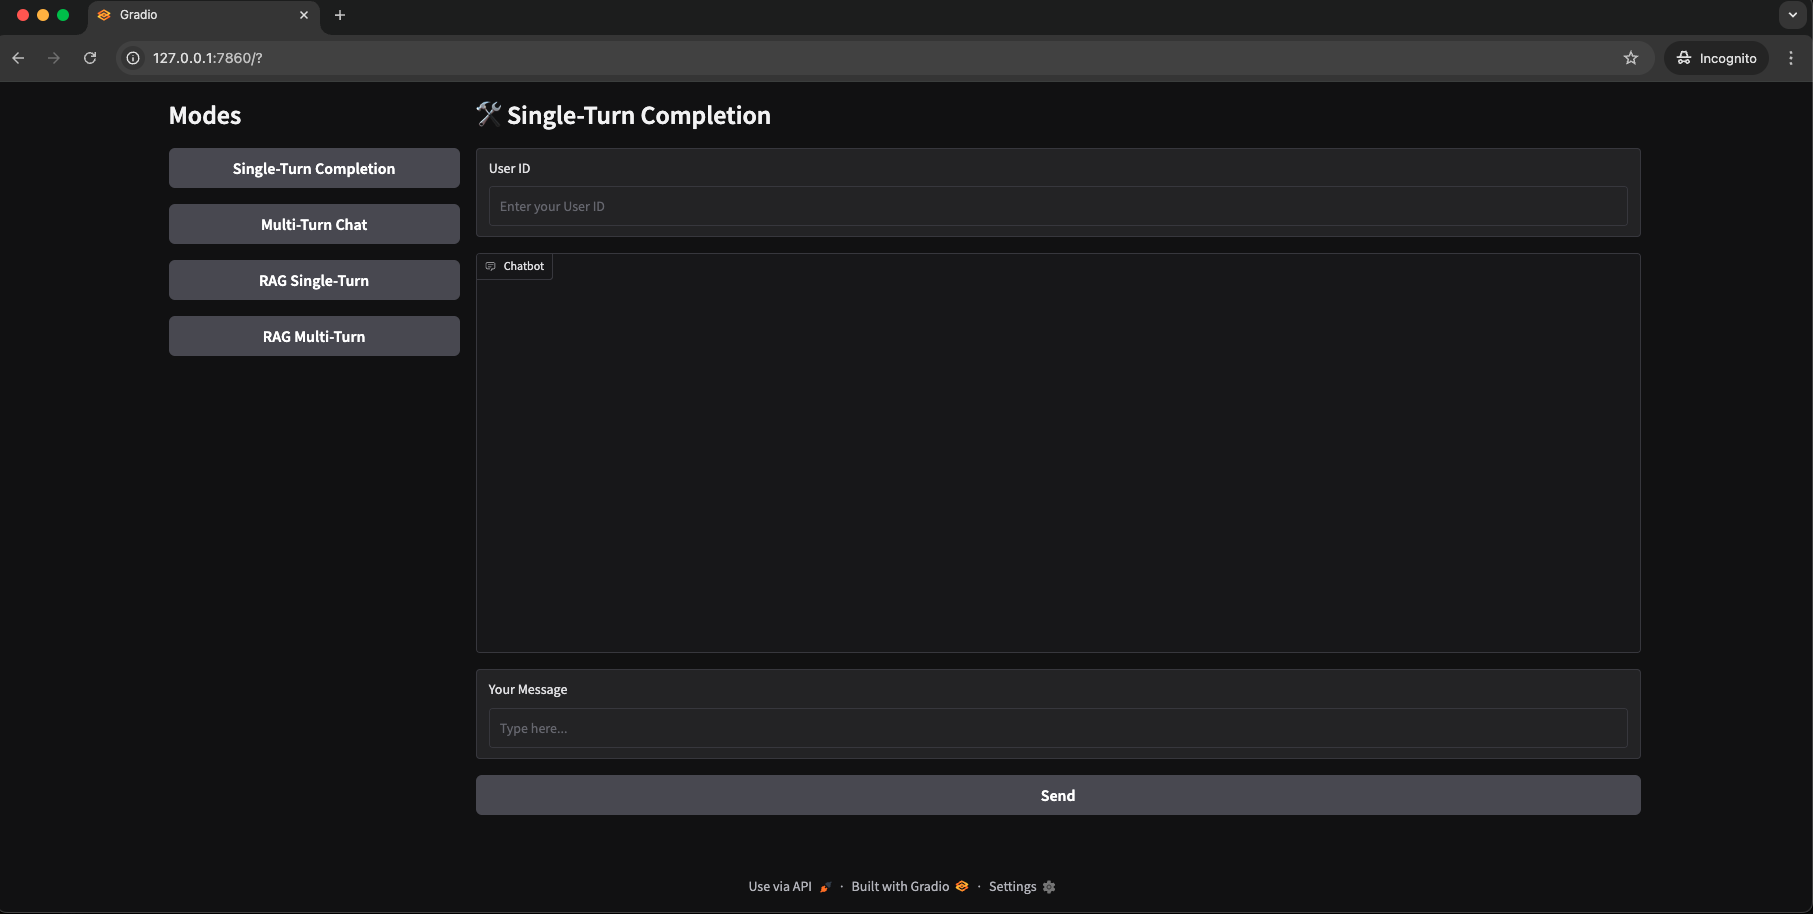 Gradio
127.0.0.1:7860/?
Incognito
Modes
Single-Turn Completion
Multi-Turn Chat
RAG Single-Turn
RAG Multi-Turn
🛠 Single-Turn Completion
User ID
Enter your User ID
Chatbot
Your Message
Type here...
Send
Use via API 🚀 · Built with Gradio · Settings ⚙